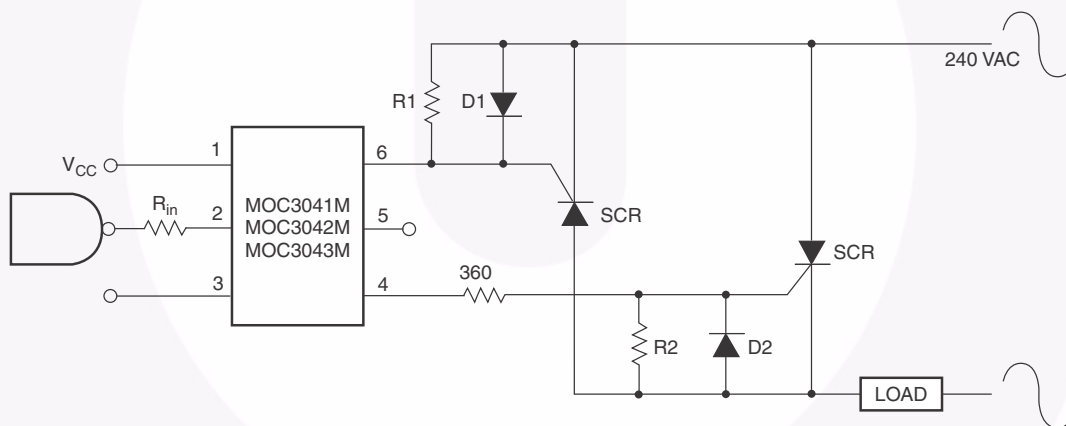 240 VAC
R1
D1
1
6
V_CC
R_in
2
MOC3041M
MOC3042M
MOC3043M
5
SCR
SCR
3
4
360
R2
D2
LOAD